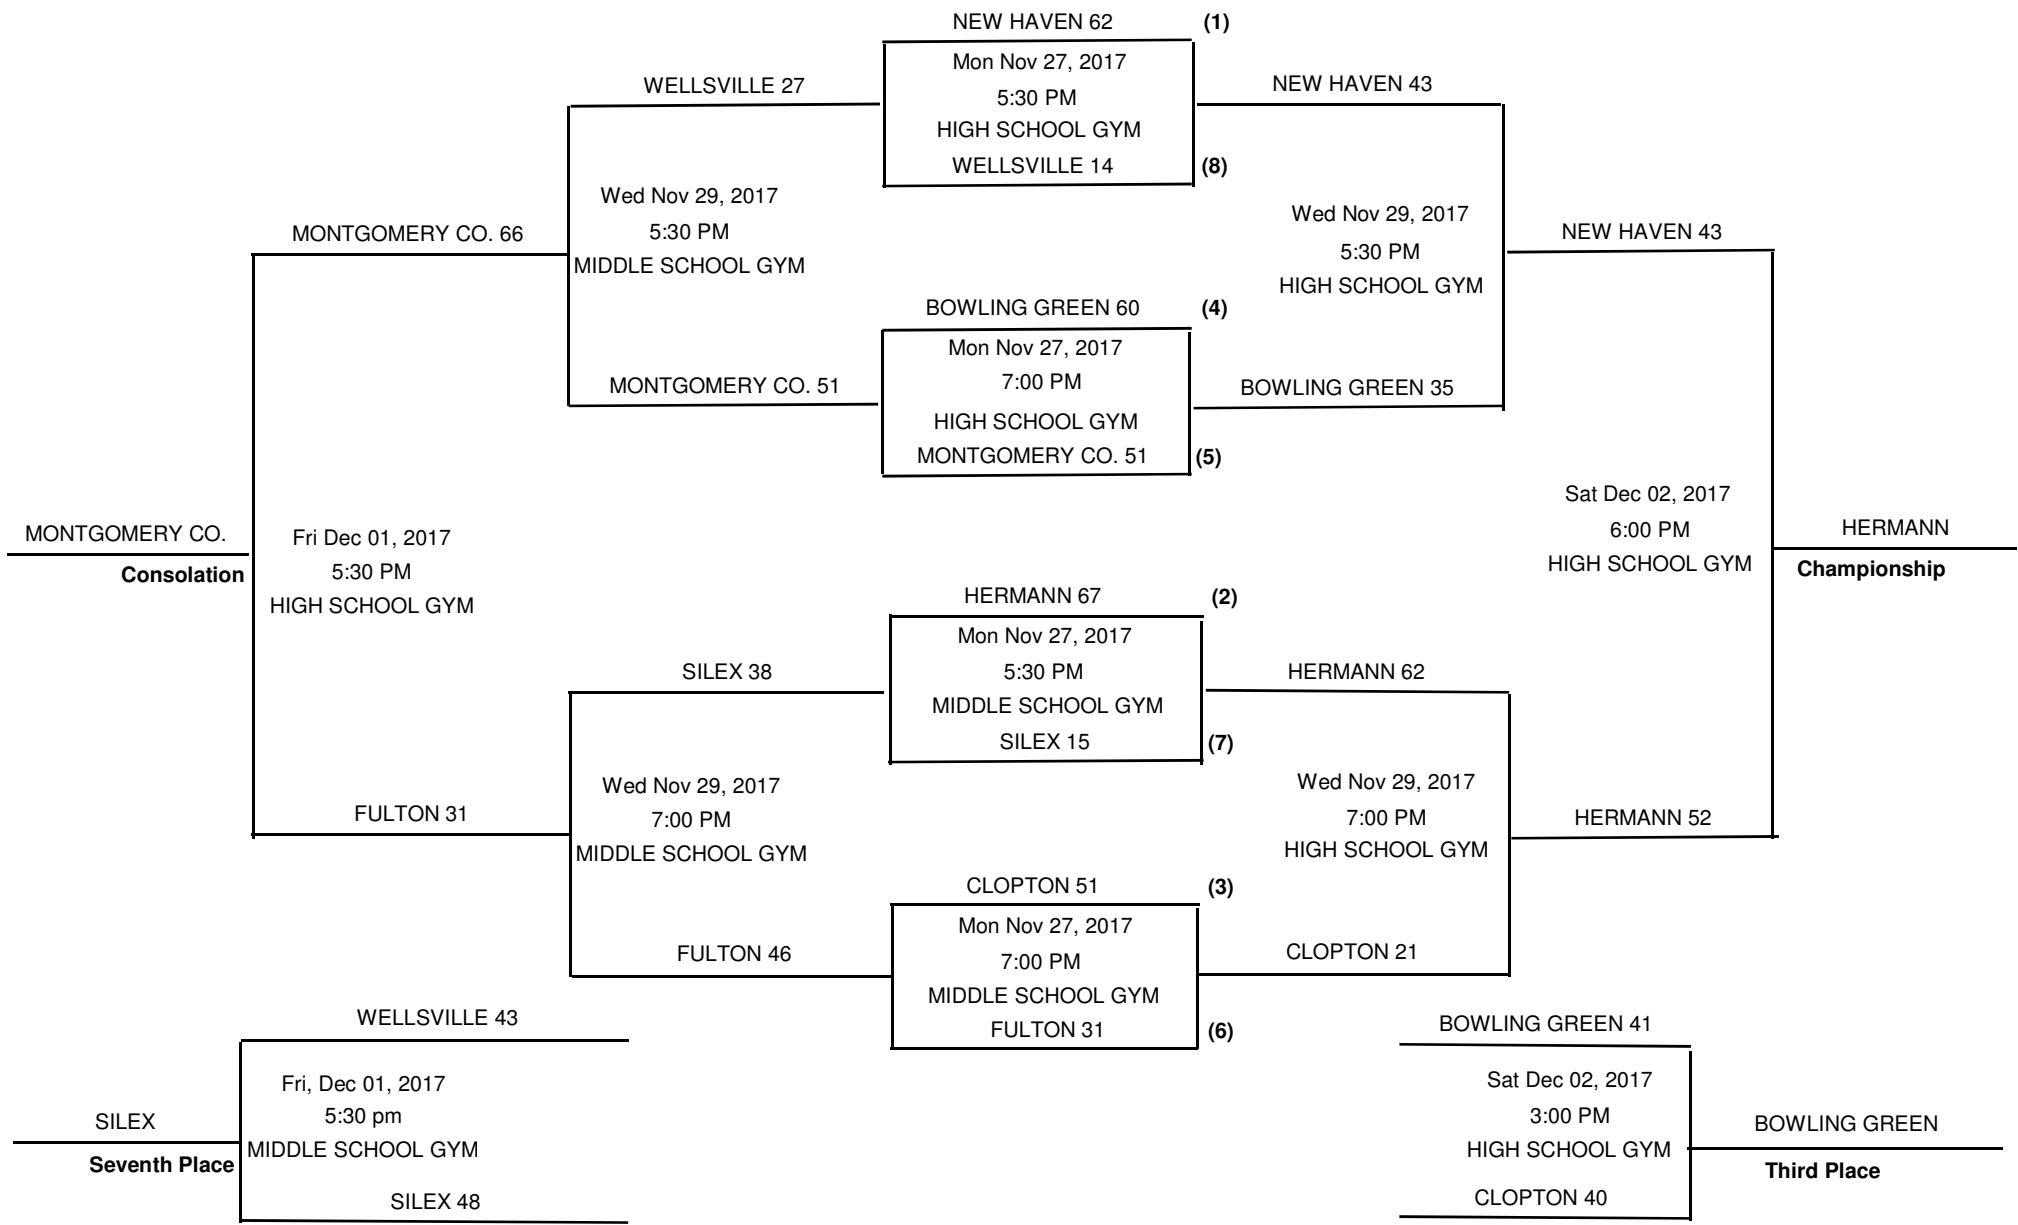 NEW HAVEN 62 (1)
Mon Nov 27, 2017
5:30 PM
HIGH SCHOOL GYM
WELLSVILLE 14 (8)
WELLSVILLE 27
NEW HAVEN 43
Wed Nov 29, 2017
5:30 PM
MIDDLE SCHOOL GYM
Wed Nov 29, 2017
5:30 PM
HIGH SCHOOL GYM
MONTGOMERY CO. 66
NEW HAVEN 43
BOWLING GREEN 60 (4)
Mon Nov 27, 2017
7:00 PM
HIGH SCHOOL GYM
MONTGOMERY CO. 51 (5)
MONTGOMERY CO. 51
BOWLING GREEN 35
MONTGOMERY CO.
Consolation
Fri Dec 01, 2017
5:30 PM
HIGH SCHOOL GYM
Sat Dec 02, 2017
6:00 PM
HIGH SCHOOL GYM
HERMANN
Championship
HERMANN 67 (2)
Mon Nov 27, 2017
5:30 PM
MIDDLE SCHOOL GYM
SILEX 15 (7)
SILEX 38
HERMANN 62
Wed Nov 29, 2017
7:00 PM
MIDDLE SCHOOL GYM
Wed Nov 29, 2017
7:00 PM
HIGH SCHOOL GYM
FULTON 31
HERMANN 52
CLOPTON 51 (3)
Mon Nov 27, 2017
7:00 PM
MIDDLE SCHOOL GYM
FULTON 31 (6)
FULTON 46
CLOPTON 21
WELLSVILLE 43
Fri, Dec 01, 2017
5:30 pm
MIDDLE SCHOOL GYM
SILEX 48
SILEX
Seventh Place
BOWLING GREEN 41
Sat Dec 02, 2017
3:00 PM
HIGH SCHOOL GYM
CLOPTON 40
BOWLING GREEN
Third Place